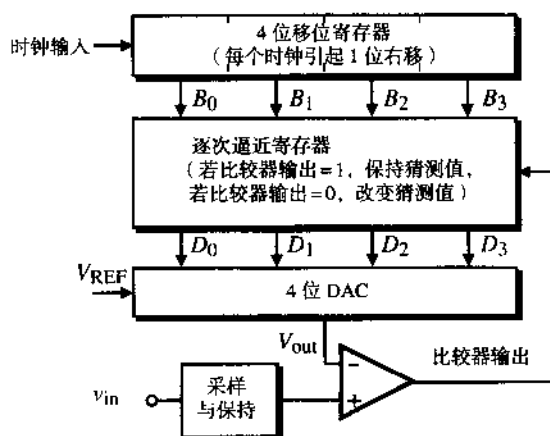 时钟输入
4 位移位寄存器
(每个时钟引起 1 位右移)
B0 B1 B2 B3
逐次逼近寄存器
(若比较器输出=1, 保持猜测值,
若比较器输出=0, 改变猜测值)
D0 D1 D2 D3
VREF
4 位 DAC
Vout
比较器输出
vin
采样
与保持
−
+